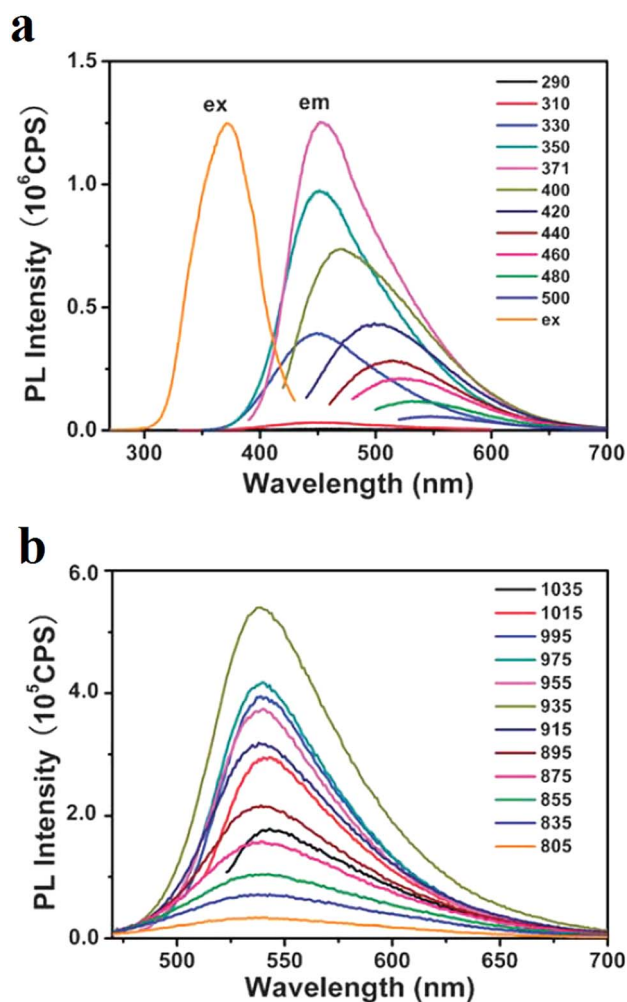 a
1.5
1.0
0.5
0.0
PL Intensity (10⁶CPS)
ex
em
290
310
330
350
371
400
420
440
460
480
500
ex
300 400 500 600 700
Wavelength (nm)
b
6.0
4.0
2.0
0.0
PL Intensity (10⁵CPS)
1035
1015
995
975
955
935
915
895
875
855
835
805
500 550 600 650 700
Wavelength (nm)